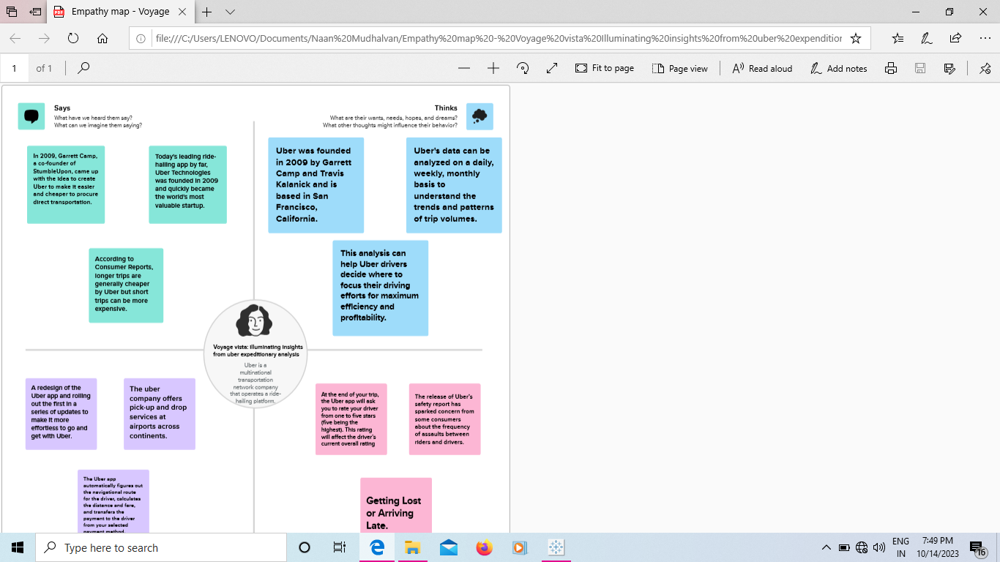 Empathy map - Voyage
file:///C:/Users/LENOVO/Documents/Naan%20Mudhalvan/Empathy%20map%20-%20Voyage%20vista%20Illuminating%20insights%20from%20uber%20expendition
1 of 1
Fit to page
Page view
Read aloud
Add notes
Says
What have we heard them say?
What can we imagine them saying?
Thinks
What are their wants, needs, hopes, and dreams?
What other thoughts might influence their behavior?
In 2009, Garrett Camp,
a co-founder of
StumbleUpon, came up
with the idea to create
Uber to make it easier
and cheaper to procure
direct transportation.
Today's leading ride-
hailing app by far,
Uber Technologies
was founded in 2009
and quickly became
the world's most
valuable startup.
According to
Consumer Reports,
longer trips are
generally cheaper
by Uber but short
trips can be more
expensive.
Uber was founded
in 2009 by Garrett
Camp and Travis
Kalanick and is
based in San
Francisco,
California.
Uber's data can be
analyzed on a daily,
weekly, monthly
basis to
understand the
trends and patterns
of trip volumes.
This analysis can
help Uber drivers
decide where to
focus their driving
efforts for maximum
efficiency and
profitability.
Voyage vista: illuminating insights
from uber expeditionary analysis
Uber is a
multinational
transportation
network company
that operates a ride-
hailing platform.
A redesign of the
Uber app and rolling
out the first in a
series of updates to
make it more
effortless to go and
get with Uber.
The uber
company offers
pick-up and drop
services at
airports across
continents.
The Uber app
automatically figures out
the navigational route
for the driver, calculates
the distance and fare,
and transfers the
payment to the driver
from your selected
payment method.
At the end of your trip,
the Uber app will ask
you to rate your driver
from one to five stars
(five being the
highest). This rating
will affect the driver's
current overall rating
The release of Uber's
safety report has
sparked concern from
some consumers
about the frequency
of assaults between
riders and drivers.
Getting Lost
or Arriving
Late.
Type here to search
ENG
IN
7:49 PM
10/14/2023
16